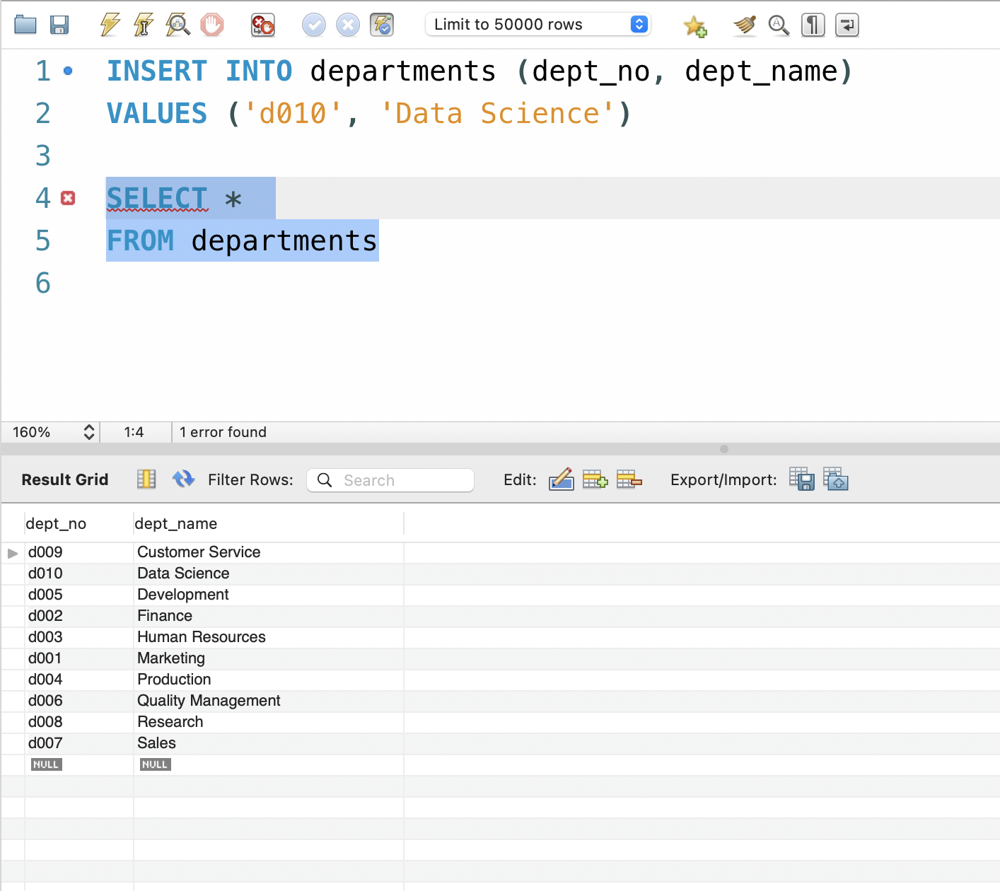 Limit to 50000 rows
1 INSERT INTO departments (dept_no, dept_name)
2 VALUES ('d010', 'Data Science')
3
4 SELECT *
5 FROM departments
6
160% 1:4 1 error found
Result Grid Filter Rows: Search Edit: Export/Import:
dept_no dept_name
d009 Customer Service
d010 Data Science
d005 Development
d002 Finance
d003 Human Resources
d001 Marketing
d004 Production
d006 Quality Management
d008 Research
d007 Sales
NULL NULL